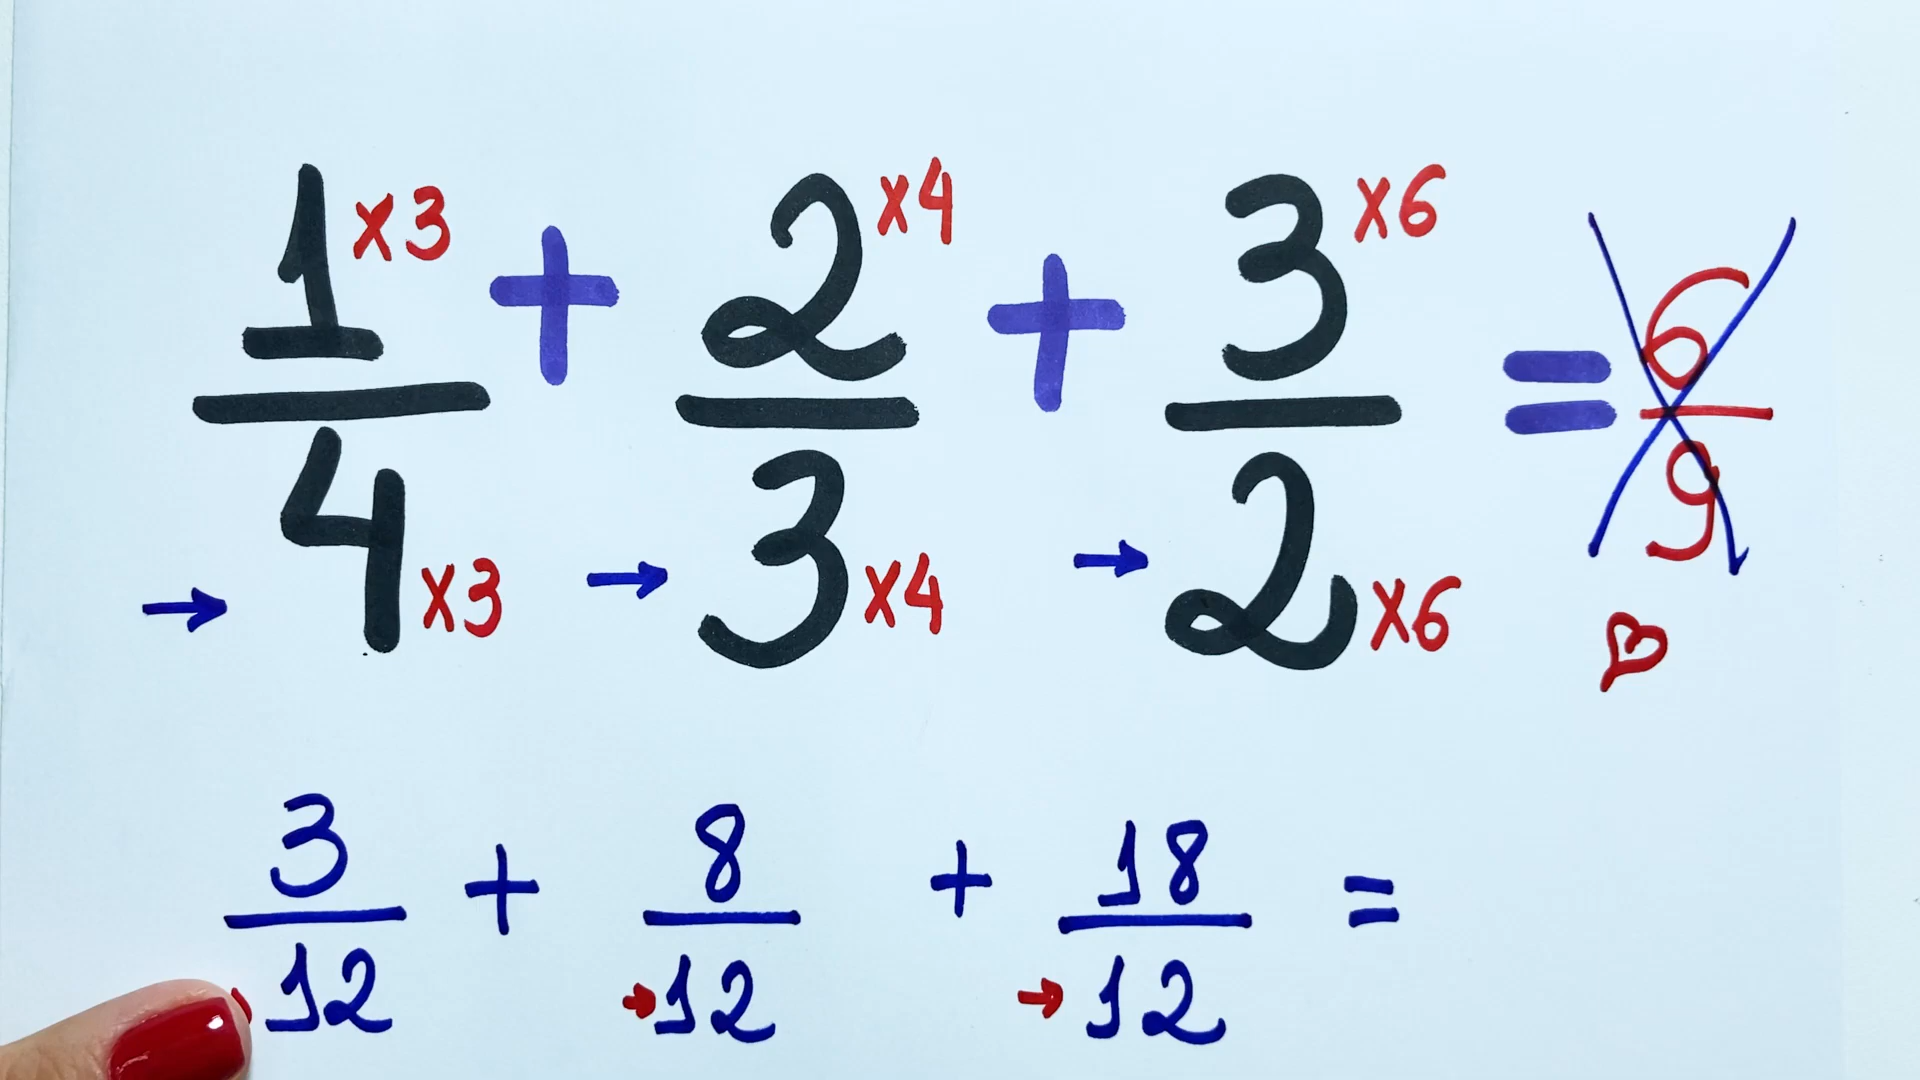 1×3/4×3 + 2×4/3×4 + 3×6/2×6 = 6/9
3/12 + 8/12 + 18/12 =